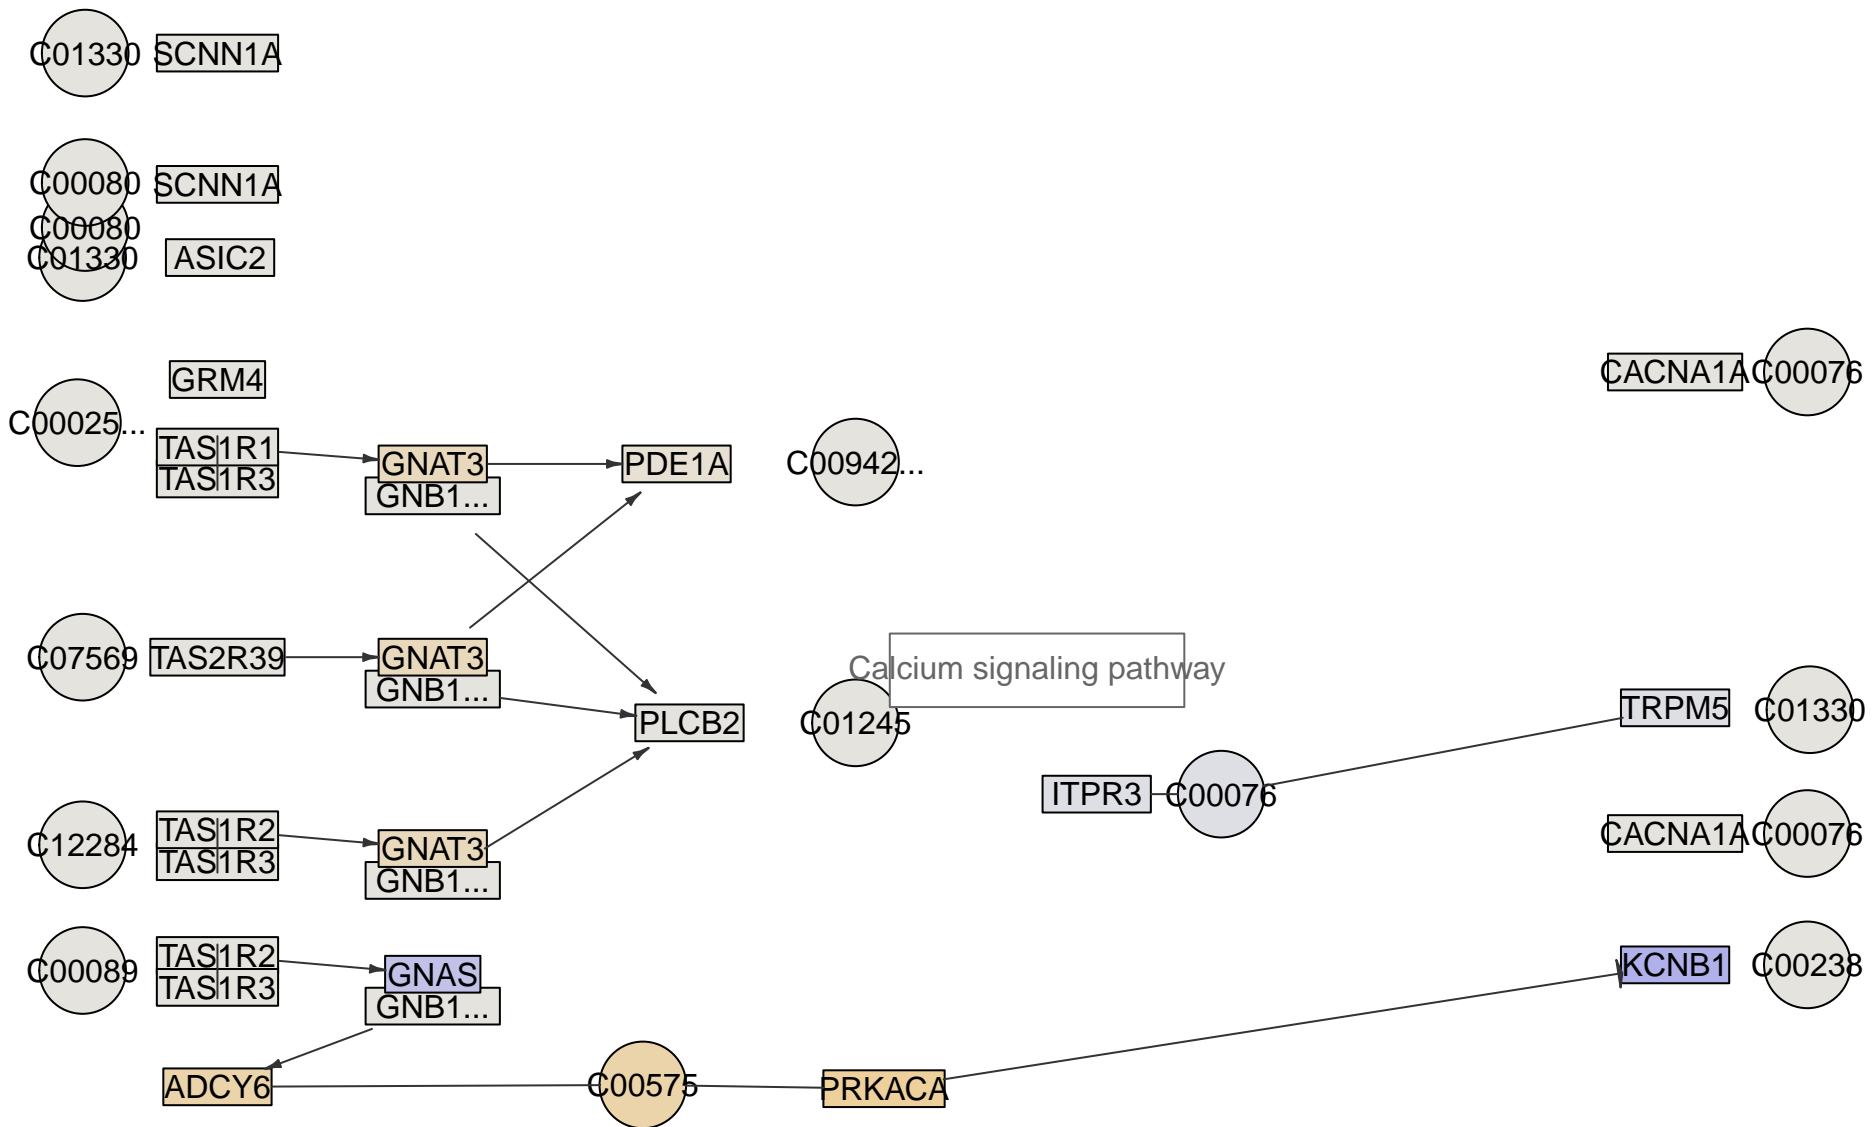 C01330
SCNN1A
C00080
SCNN1A
C00080
C01330
ASIC2
GRM4
CACNA1A
C00076
C00025...
TAS1R1
TAS1R3
GNAT3
GNB1...
PDE1A
C00942...
C07569
TAS2R39
GNAT3
GNB1...
PLCB2
C01245
Calcium signaling pathway
TRPM5
C01330
ITPR3
C00076
C12284
TAS1R2
TAS1R3
GNAT3
GNB1...
CACNA1A
C00076
C00089
TAS1R2
TAS1R3
GNAS
GNB1...
KCNB1
C00238
ADCY6
C00575
PRKACA